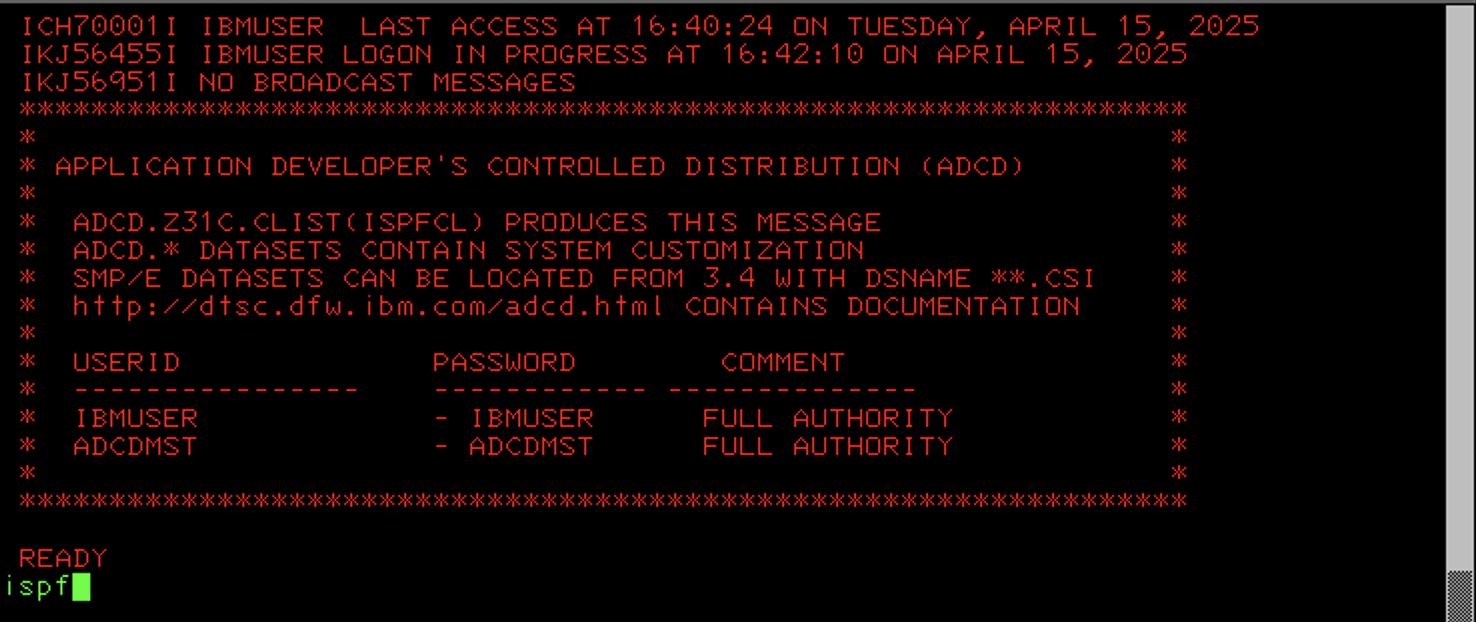 ICH70001I IBMUSER  LAST ACCESS AT 16:40:24 ON TUESDAY, APRIL 15, 2025
IKJ56455I IBMUSER LOGON IN PROGRESS AT 16:42:10 ON APRIL 15, 2025
IKJ56951I NO BROADCAST MESSAGES
*****************************************************************
*                                                               *
* APPLICATION DEVELOPER'S CONTROLLED DISTRIBUTION (ADCD)        *
*                                                               *
*  ADCD.Z31C.CLIST(ISPFCL) PRODUCES THIS MESSAGE                *
*  ADCD.* DATASETS CONTAIN SYSTEM CUSTOMIZATION                 *
*  SMP/E DATASETS CAN BE LOCATED FROM 3.4 WITH DSNAME **.CSI    *
*  http://dtsc.dfw.ibm.com/adcd.html CONTAINS DOCUMENTATION     *
*                                                               *
*  USERID              PASSWORD        COMMENT                  *
*  ----------------    ------------ --------------              *
*  IBMUSER             - IBMUSER      FULL AUTHORITY            *
*  ADCDMST             - ADCDMST      FULL AUTHORITY            *
*                                                               *
*****************************************************************
READY
ispf